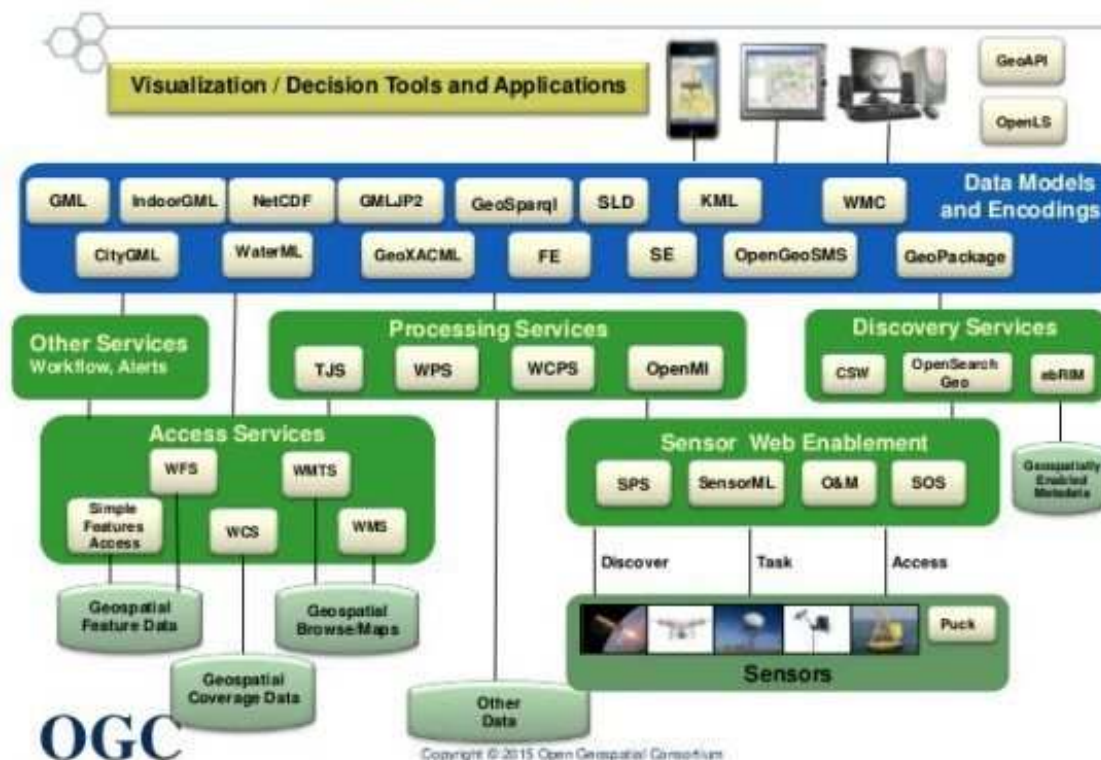 Visualization / Decision Tools and Applications
GeoAPI
OpenLS
Data Models
and Encodings
GML
IndoorGML
NetCDF
GMLJP2
GeoSparql
SLD
KML
WMC
CityGML
WaterML
GeoXACML
FE
SE
OpenGeoSMS
GeoPackage
Other Services
Workflow, Alerts
Processing Services
TJS
WPS
WCPS
OpenMI
Discovery Services
CSW
OpenSearch
Geo
ebRIM
Access Services
WFS
WMTS
Simple
Features
Access
WCS
WMS
Sensor Web Enablement
SPS
SensorML
O&M
SOS
Geospatially
Enabled
Metadata
Discover
Task
Access
Geospatial
Feature Data
Geospatial
Browse/Maps
Geospatial
Coverage Data
Other
Data
Puck
Sensors
OGC
Copyright © 2015 Open Geospatial Consortium